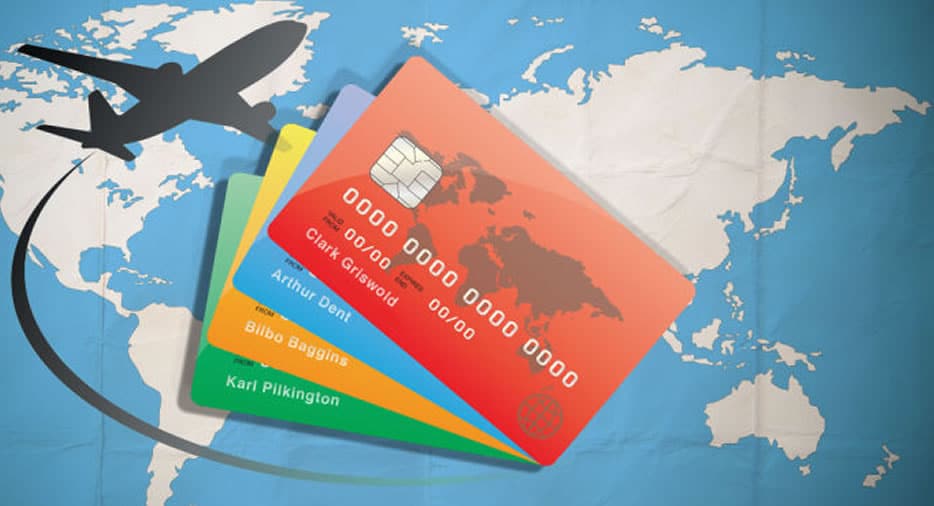 0000 0000 0000 0000
VALID FROM 00/00 EXPIRES END 00/00
Clark Griswold
FROM
Arthur Dent
FROM
Bilbo Baggins
FROM
Karl Pilkington